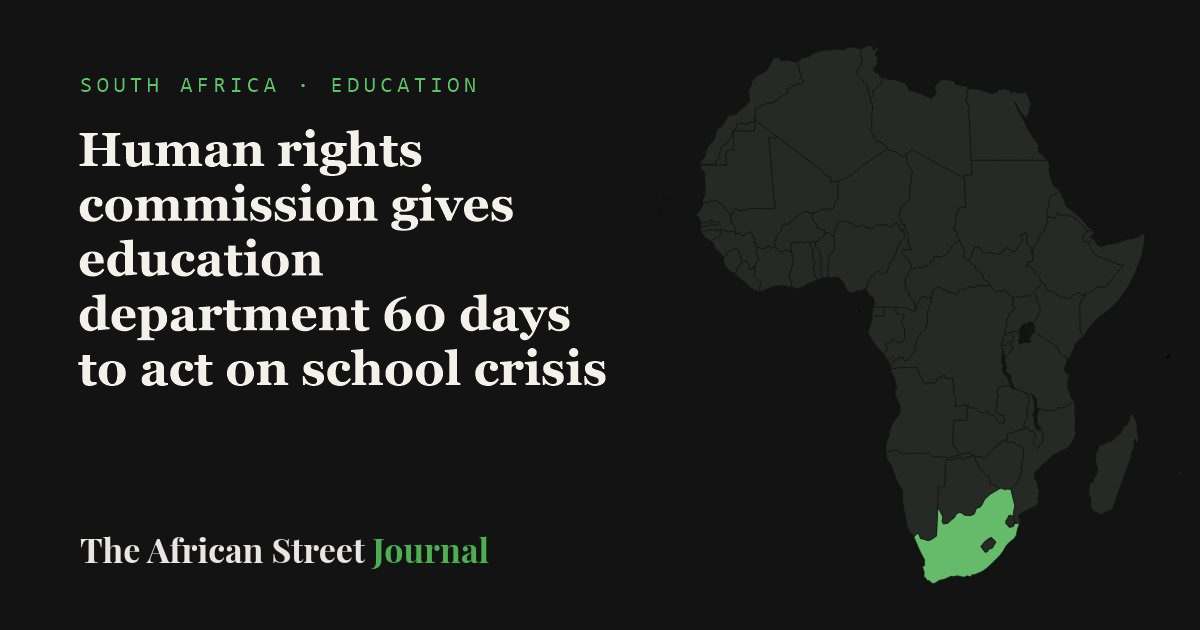 SOUTH AFRICA · EDUCATION
Human rights
commission gives
education
department 60 days
to act on school crisis
The African Street Journal